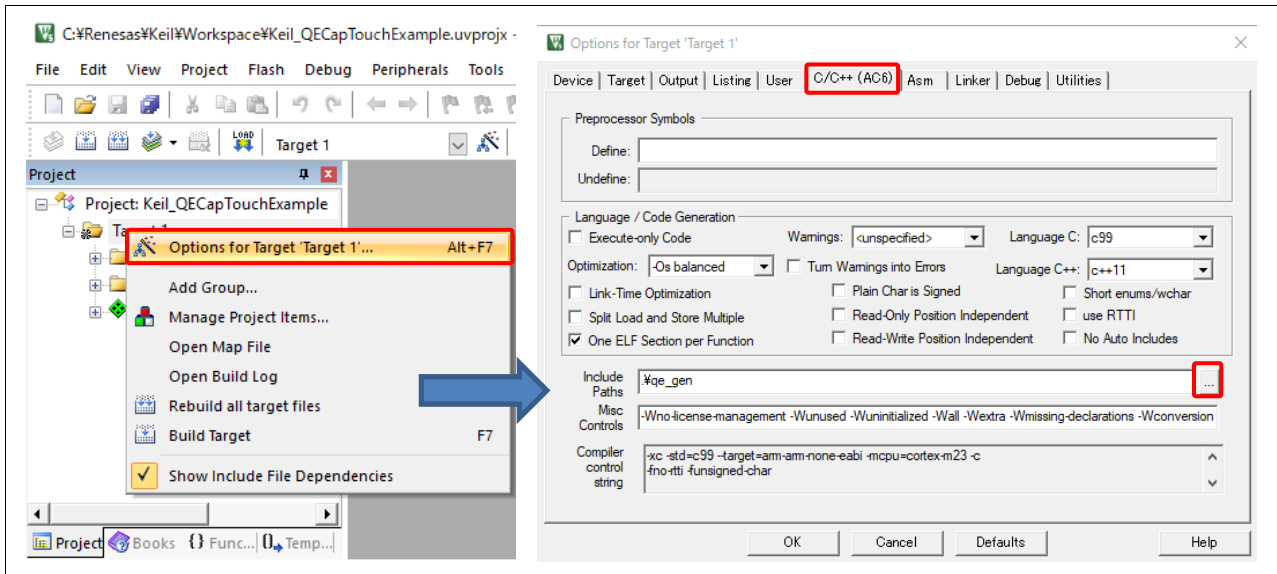 C:¥Renesas¥Keil¥Workspace¥Keil_QECapTouchExample.uvprojx -
File Edit View Project Flash Debug Peripherals Tools
LOAD
Target 1
Project
Project: Keil_QECapTouchExample
Options for Target 'Target 1'... Alt+F7
Add Group...
Manage Project Items...
Open Map File
Open Build Log
Rebuild all target files
Build Target F7
Show Include File Dependencies
Project Books {} Func... 0 Temp...
Options for Target 'Target 1'
Device Target Output Listing User C/C++ (AC6) Asm Linker Debug Utilities
Preprocessor Symbols
Define:
Undefine:
Language / Code Generation
Execute-only Code Warnings: <unspecified> Language C: c99
Optimization: -Os balanced Turn Warnings into Errors Language C++: c++11
Link-Time Optimization Plain Char is Signed Short enums/wchar
Split Load and Store Multiple Read-Only Position Independent use RTTI
One ELF Section per Function Read-Write Position Independent No Auto Includes
Include Paths .¥qe_gen ...
Misc Controls -Wno-license-management -Wunused -Wuninitialized -Wall -Wextra -Wmissing-declarations -Wconversion
Compiler control string -xc -std=c99 --target=arm-arm-none-eabi -mcpu=cortex-m23 -c
-fno-rtti -funsigned-char
OK Cancel Defaults Help